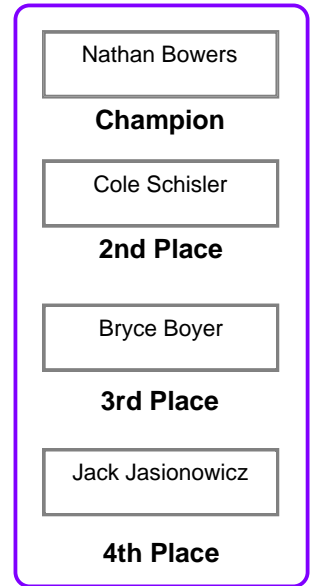 Nathan Bowers
Champion
Cole Schisler
2nd Place
Bryce Boyer
3rd Place
Jack Jasionowicz
4th Place